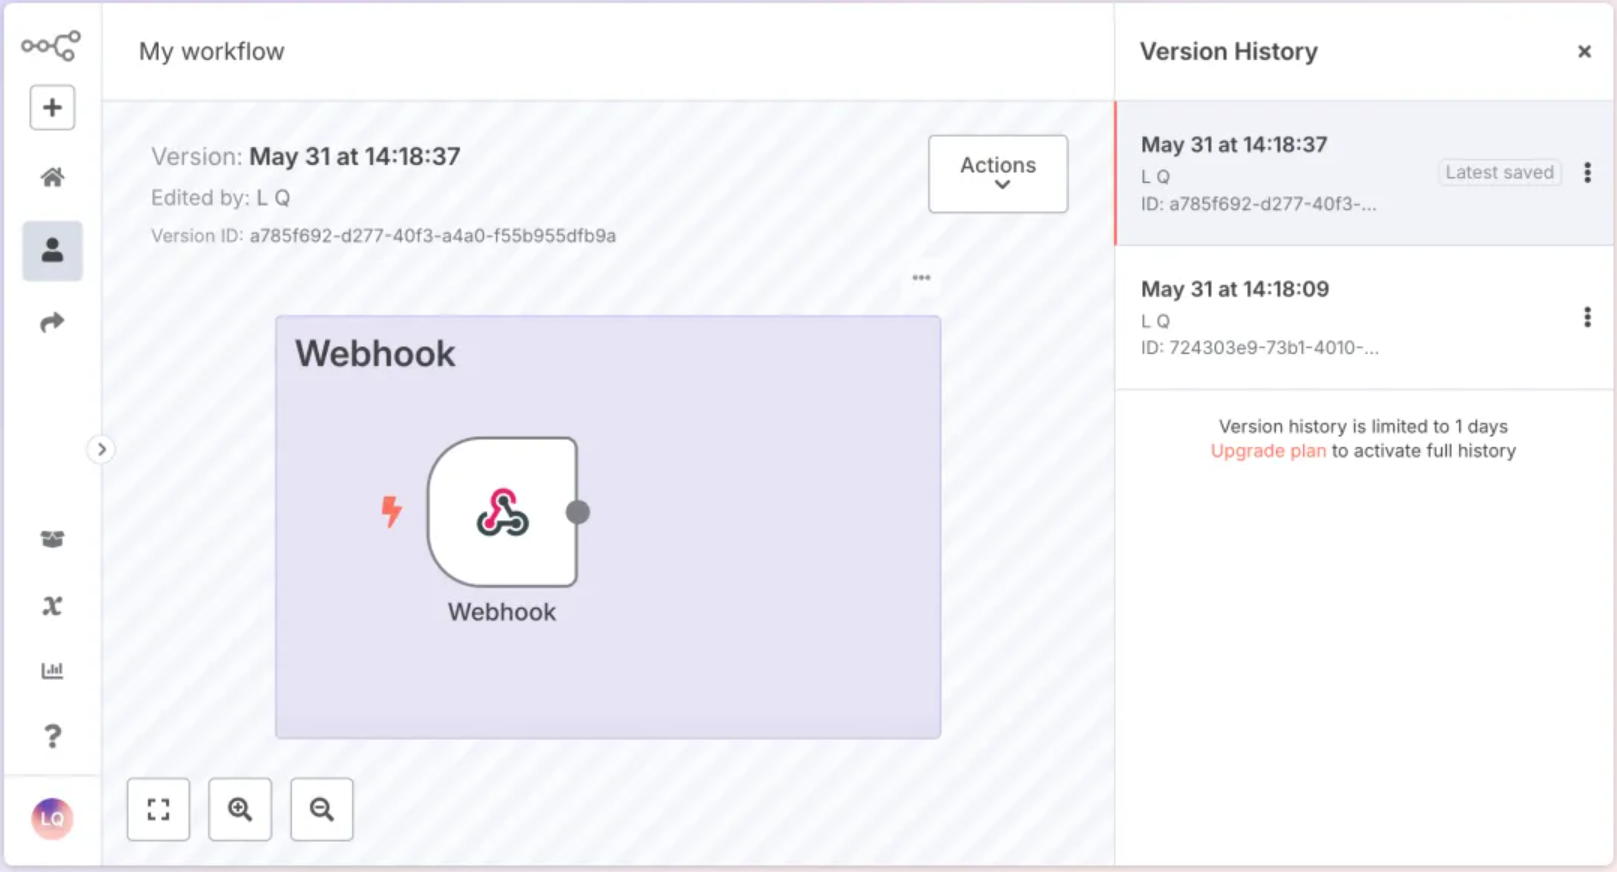 My workflow
Version: May 31 at 14:18:37
Edited by: L Q
Version ID: a785f692-d277-40f3-a4a0-f55b955dfb9a
Actions
Webhook
Webhook
LQ
Version History
May 31 at 14:18:37
L Q
Latest saved
ID: a785f692-d277-40f3-...
May 31 at 14:18:09
L Q
ID: 724303e9-73b1-4010-...
Version history is limited to 1 days
Upgrade plan to activate full history